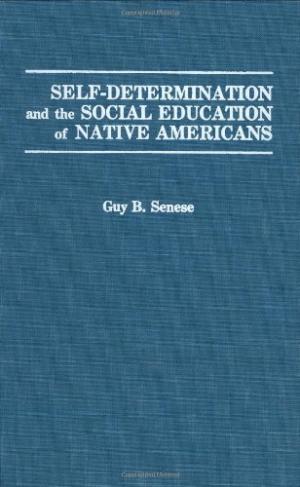 SELF-DETERMINATION
and the SOCIAL EDUCATION
of NATIVE AMERICANS
Guy B. Senese